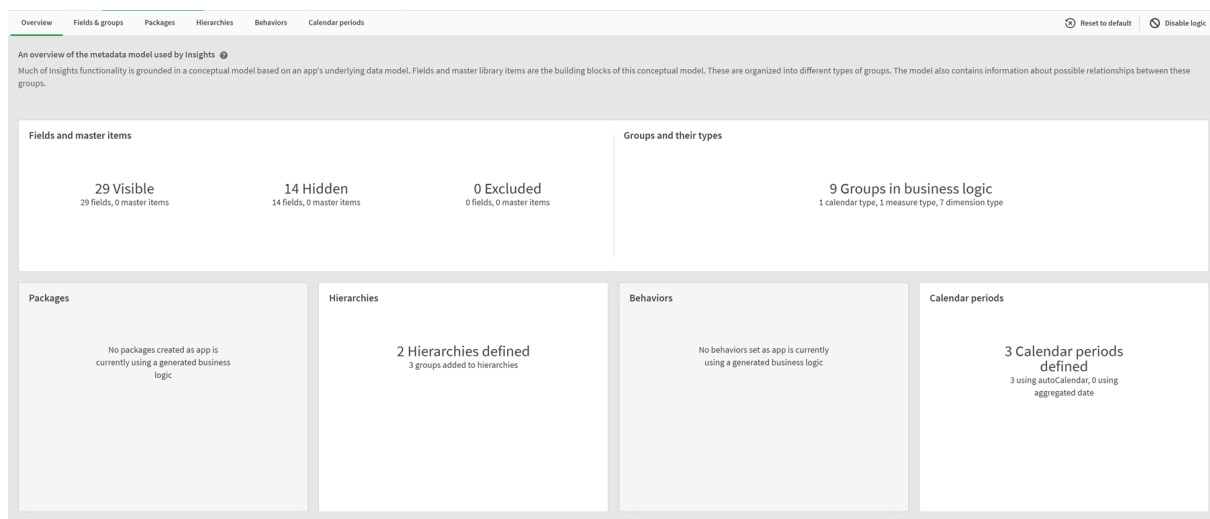 Overview Fields & groups Packages Hierarchies Behaviors Calendar periods Reset to default Disable logic
An overview of the metadata model used by Insights ?
Much of Insights functionality is grounded in a conceptual model based on an app's underlying data model. Fields and master library items are the building blocks of this conceptual model. These are organized into different types of groups. The model also contains information about possible relationships between these
groups.
Fields and master items
29 Visible
29 fields, 0 master items
14 Hidden
14 fields, 0 master items
0 Excluded
0 fields, 0 master items
Groups and their types
9 Groups in business logic
1 calendar type, 1 measure type, 7 dimension type
Packages
No packages created as app is
currently using a generated business
logic
Hierarchies
2 Hierarchies defined
3 groups added to hierarchies
Behaviors
No behaviors set as app is currently
using a generated business logic
Calendar periods
3 Calendar periods
defined
3 using autoCalendar, 0 using
aggregated date